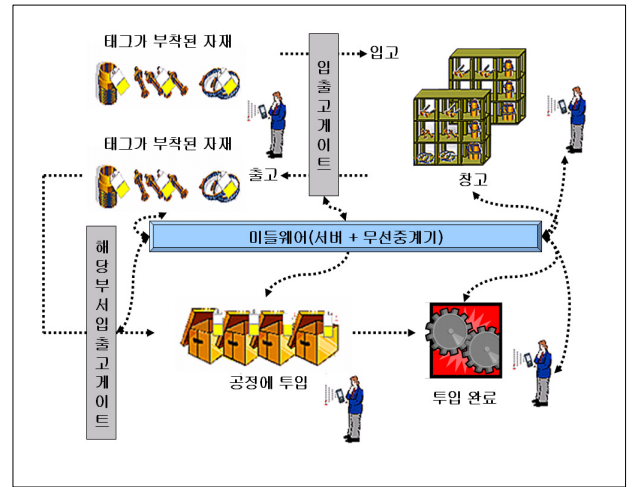 태그가 부착된 자재
입출고게이트
입고
태그가 부착된 자재
출고
창고
미들웨어(서버 + 무선중계기)
해당부서입출고게이트
공정에 투입
투입 완료